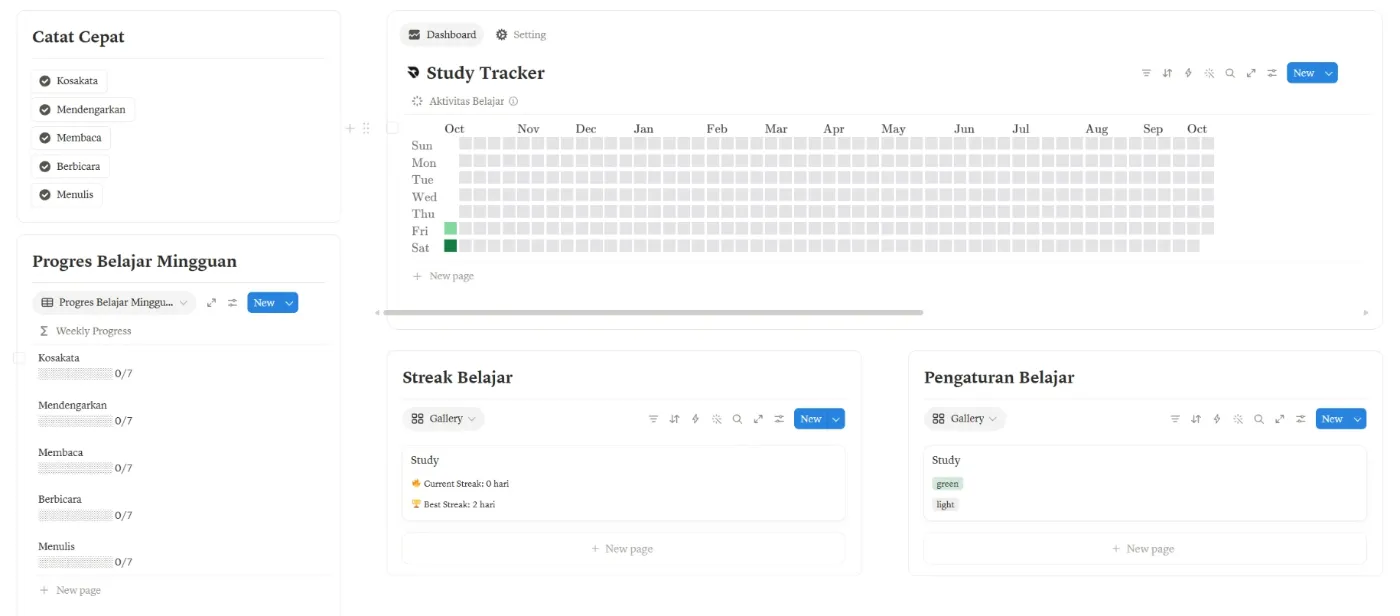 Catat Cepat
Kosakata
Mendengarkan
Membaca
Berbicara
Menulis
Progres Belajar Mingguan
Progres Belajar Minggu... New
Weekly Progress
Kosakata
0/7
Mendengarkan
0/7
Membaca
0/7
Berbicara
0/7
Menulis
0/7
New page
Dashboard Setting
Study Tracker New
Aktivitas Belajar
Oct Nov Dec Jan Feb Mar Apr May Jun Jul Aug Sep Oct
Sun
Mon
Tue
Wed
Thu
Fri
Sat
New page
Streak Belajar
Gallery New
Study
Current Streak: 0 hari
Best Streak: 2 hari
New page
Pengaturan Belajar
Gallery New
Study
green
light
New page